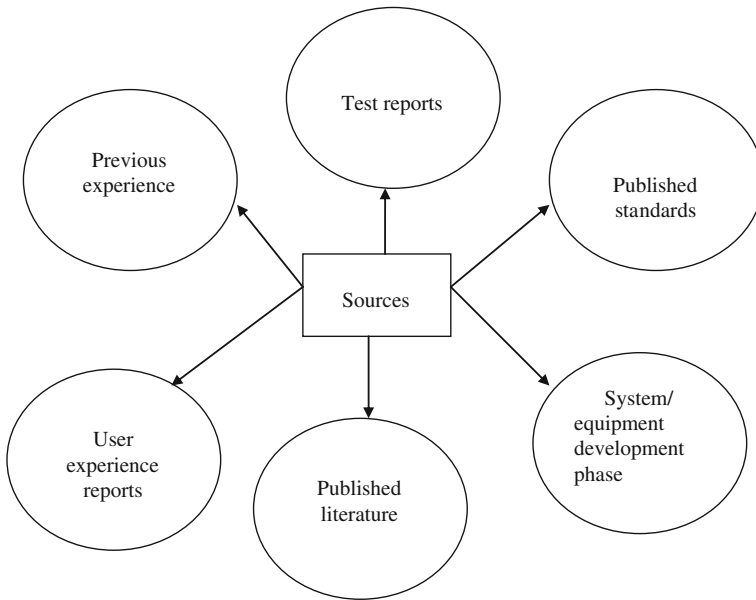 Test reports
Previous
experience
Published
standards
Sources
System/
equipment
development
phase
User
experience
reports
Published
literature